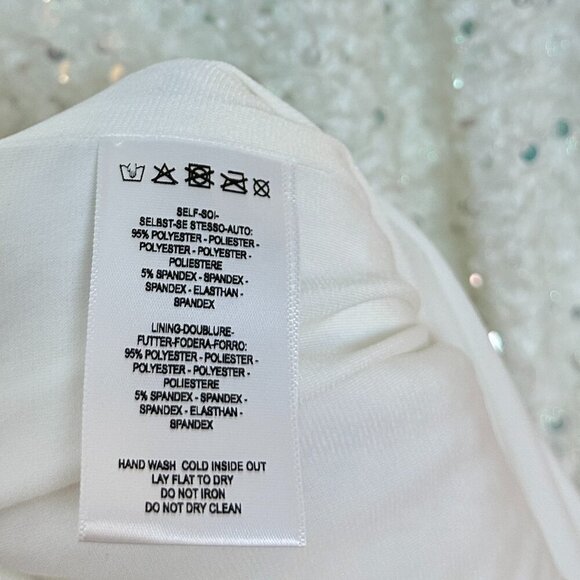 SELF-SOI-
SELBST-SE STESSO-AUTO:
95% POLYESTER - POLIESTER -
POLYESTER - POLYESTER -
POLIESTERE
5% SPANDEX - SPANDEX -
SPANDEX - ELASTHAN -
SPANDEX
LINING-DOUBLURE-
FUTTER-FODERA-FORRO:
95% POLYESTER - POLIESTER -
POLYESTER - POLYESTER -
POLIESTERE
5% SPANDEX - SPANDEX -
SPANDEX - ELASTHAN -
SPANDEX
HAND WASH COLD INSIDE OUT
LAY FLAT TO DRY
DO NOT IRON
DO NOT DRY CLEAN